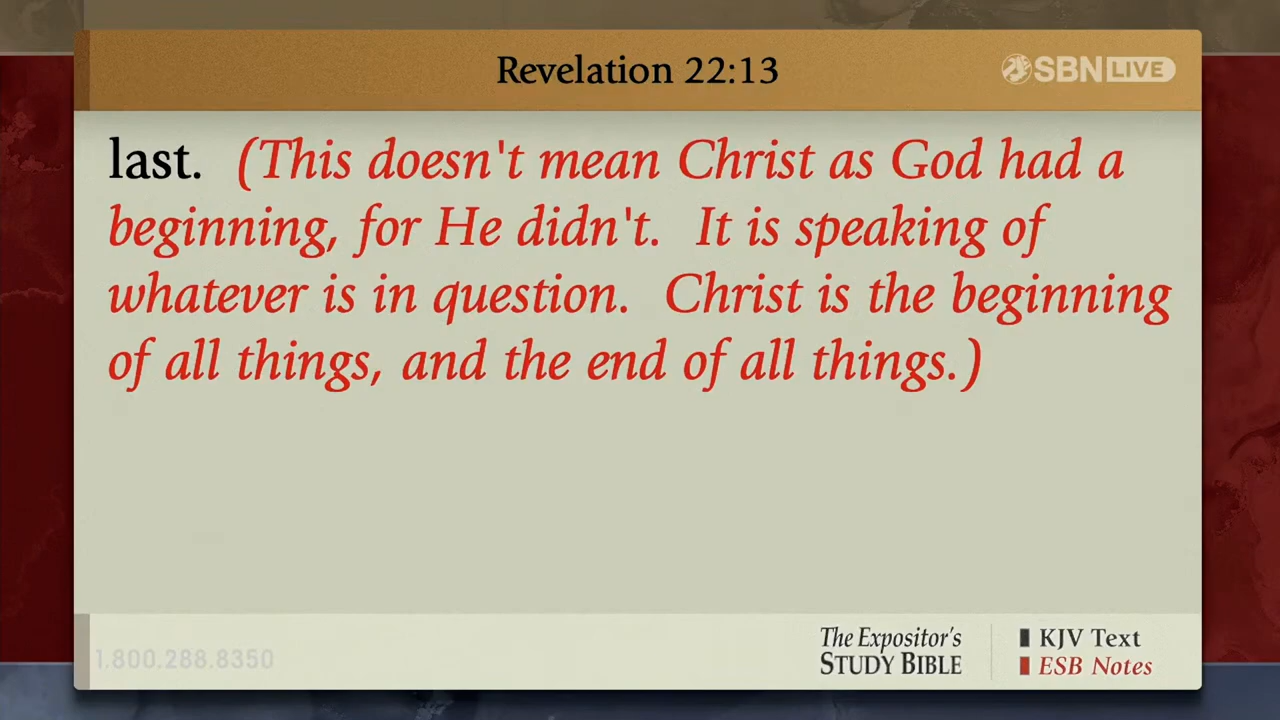 Revelation 22:13
SBN LIVE
last. (This doesn't mean Christ as God had a
beginning, for He didn't. It is speaking of
whatever is in question. Christ is the beginning
of all things, and the end of all things.)
1.800.288.8350
The Expositor's
STUDY BIBLE
KJV Text
ESB Notes